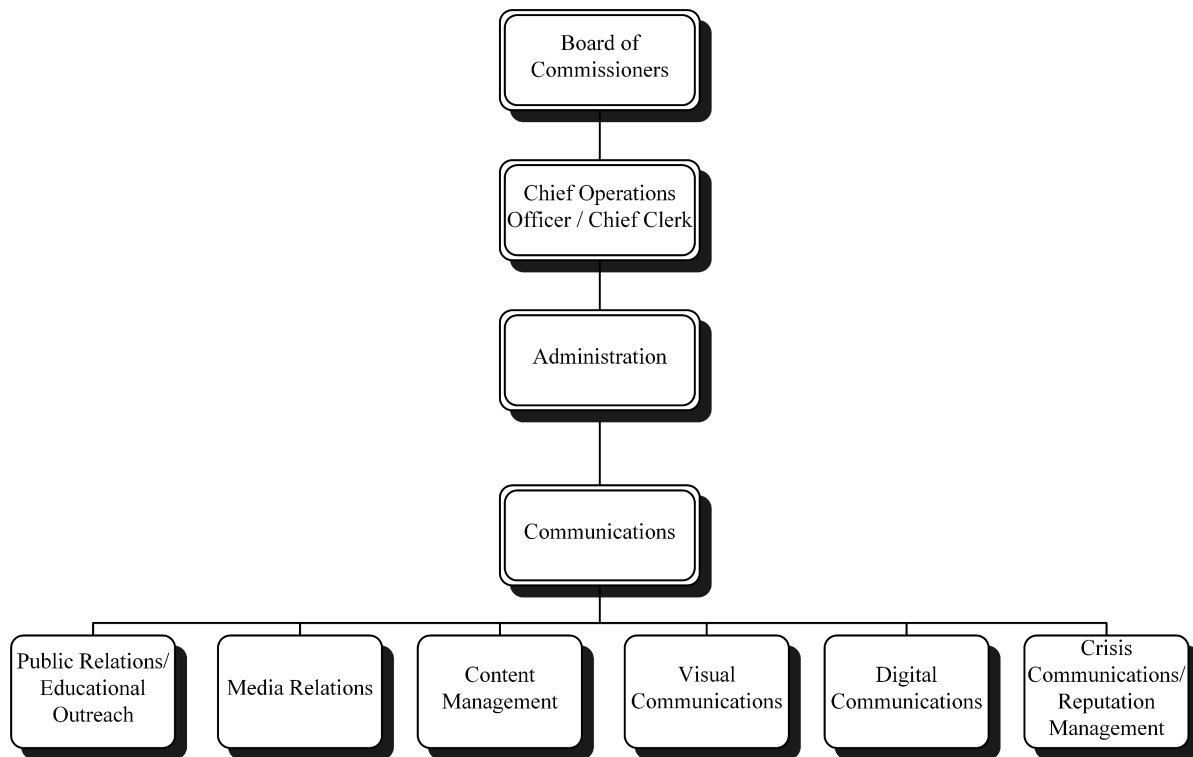 Board of
Commissioners
Chief Operations
Officer / Chief Clerk
Administration
Communications
Public Relations/
Educational
Outreach
Media Relations
Content
Management
Visual
Communications
Digital
Communications
Crisis
Communications/
Reputation
Management